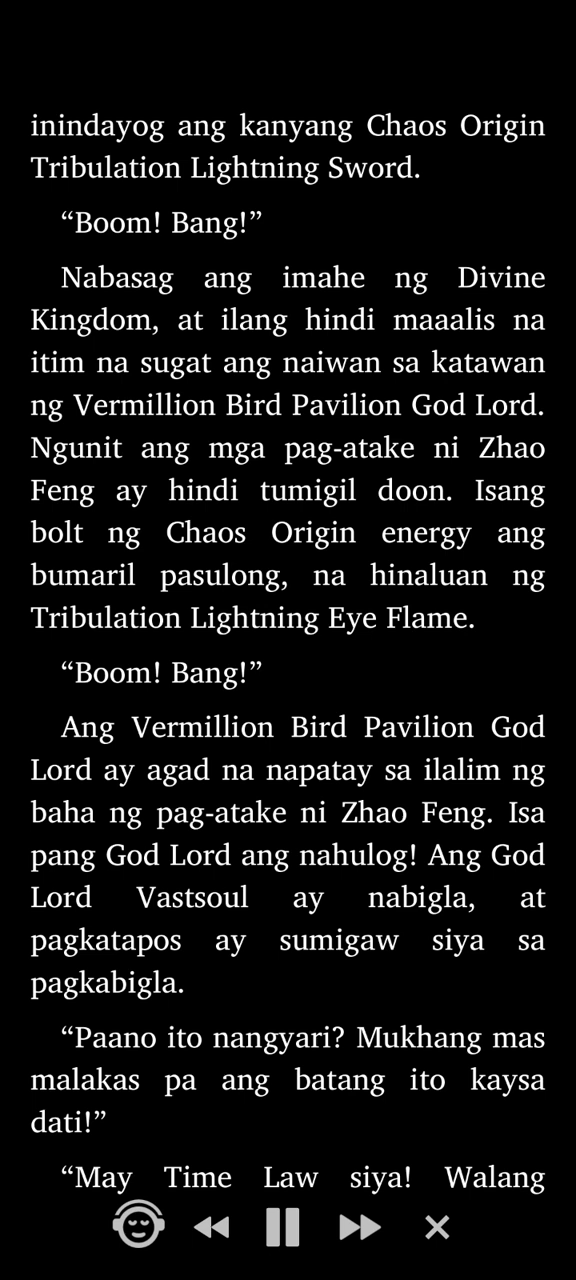 inindayog ang kanyang Chaos Origin
Tribulation Lightning Sword.
“Boom! Bang!”
Nabasag ang imahe ng Divine
Kingdom, at ilang hindi maaalis na
itim na sugat ang naiwan sa katawan
ng Vermillion Bird Pavilion God Lord.
Ngunit ang mga pag-atake ni Zhao
Feng ay hindi tumigil doon. Isang
bolt ng Chaos Origin energy ang
bumaril pasulong, na hinaluan ng
Tribulation Lightning Eye Flame.
“Boom! Bang!”
Ang Vermillion Bird Pavilion God
Lord ay agad na napatay sa ilalim ng
baha ng pag-atake ni Zhao Feng. Isa
pang God Lord ang nahulog! Ang God
Lord Vastsoul ay nabigla, at
pagkatapos ay sumigaw siya sa
pagkabigla.
“Paano ito nangyari? Mukhang mas
malakas pa ang batang ito kaysa
dati!”
“May Time Law siya! Walang